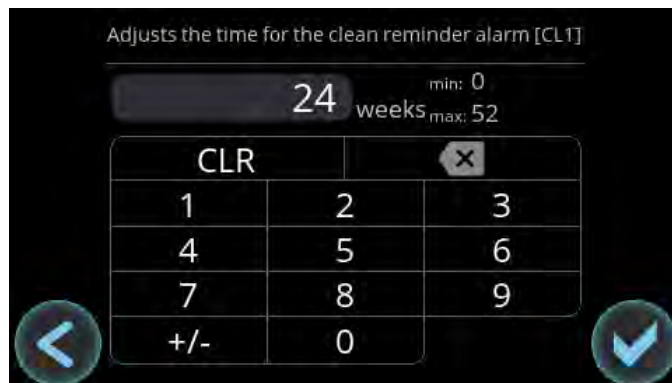 Adjusts the time for the clean reminder alarm [CL1]
24 weeks min: 0
max: 52
CLR
1 2 3
4 5 6
7 8 9
+/- 0